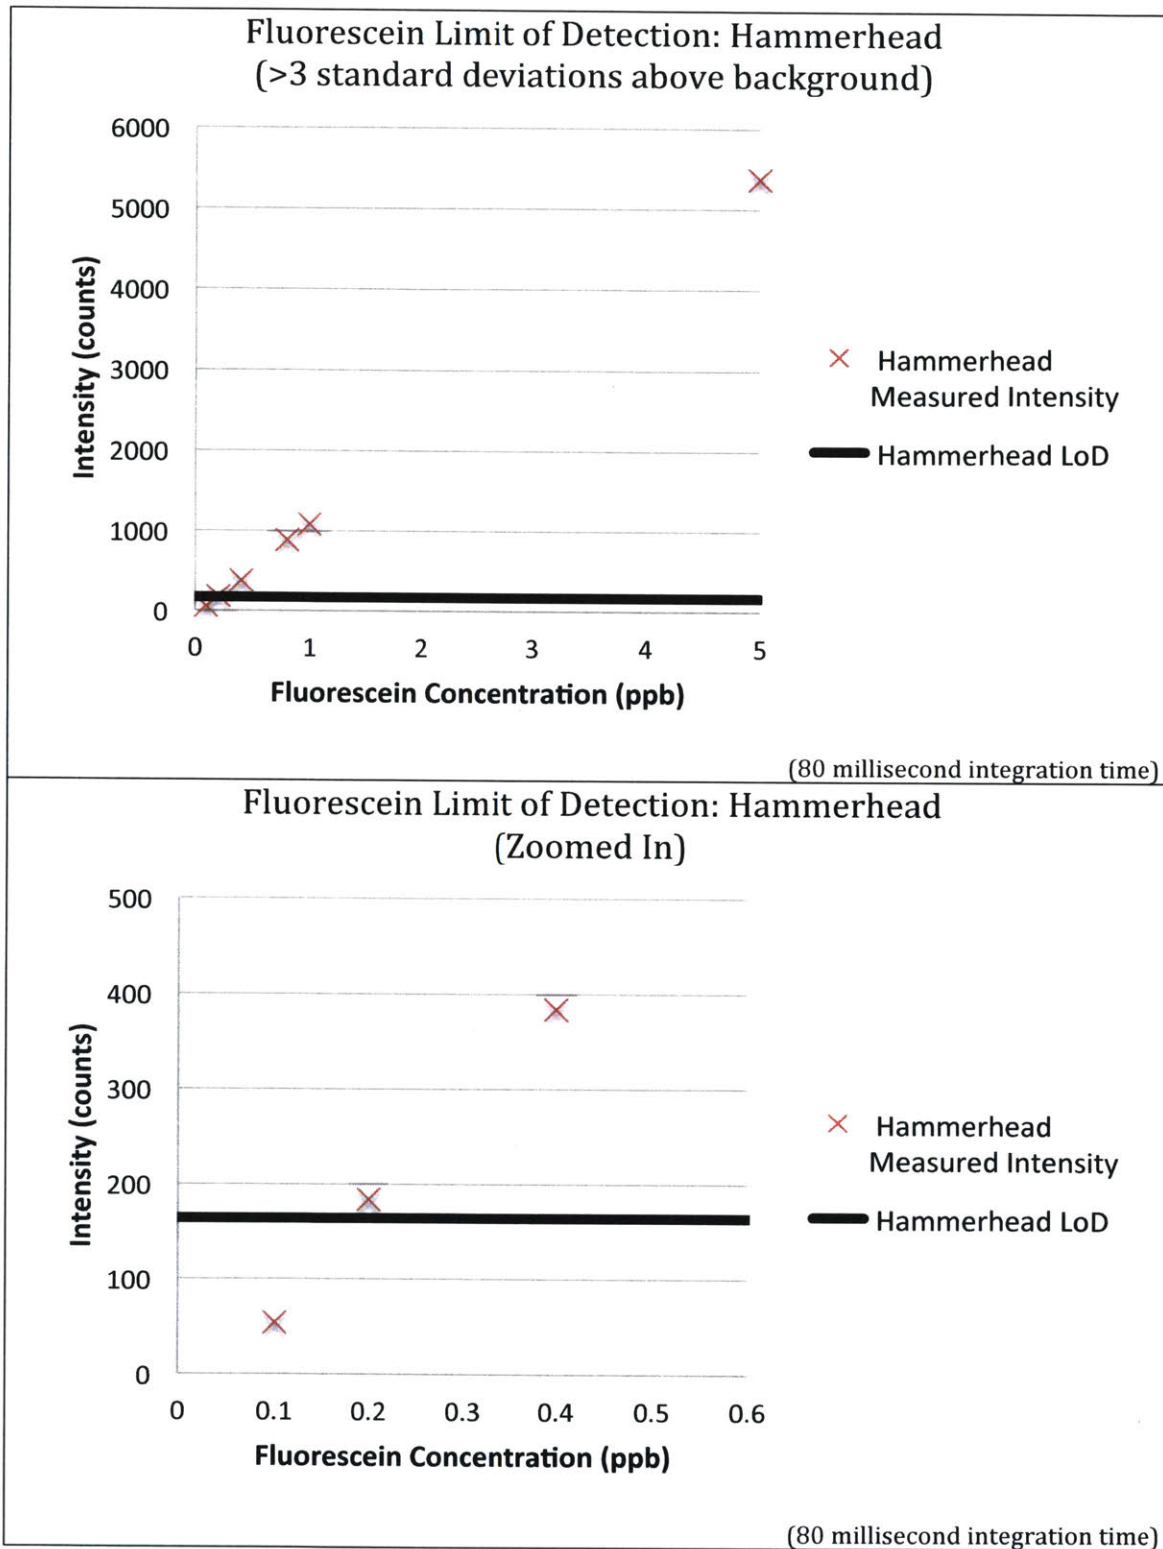 Fluorescein Limit of Detection: Hammerhead
(>3 standard deviations above background)
6000
5000
4000
3000
2000
1000
0
Intensity (counts)
0 1 2 3 4 5
Fluorescein Concentration (ppb)
Hammerhead
Measured Intensity
Hammerhead LoD
(80 millisecond integration time)
Fluorescein Limit of Detection: Hammerhead
(Zoomed In)
500
400
300
200
100
0
Intensity (counts)
0 0.1 0.2 0.3 0.4 0.5 0.6
Fluorescein Concentration (ppb)
Hammerhead
Measured Intensity
Hammerhead LoD
(80 millisecond integration time)